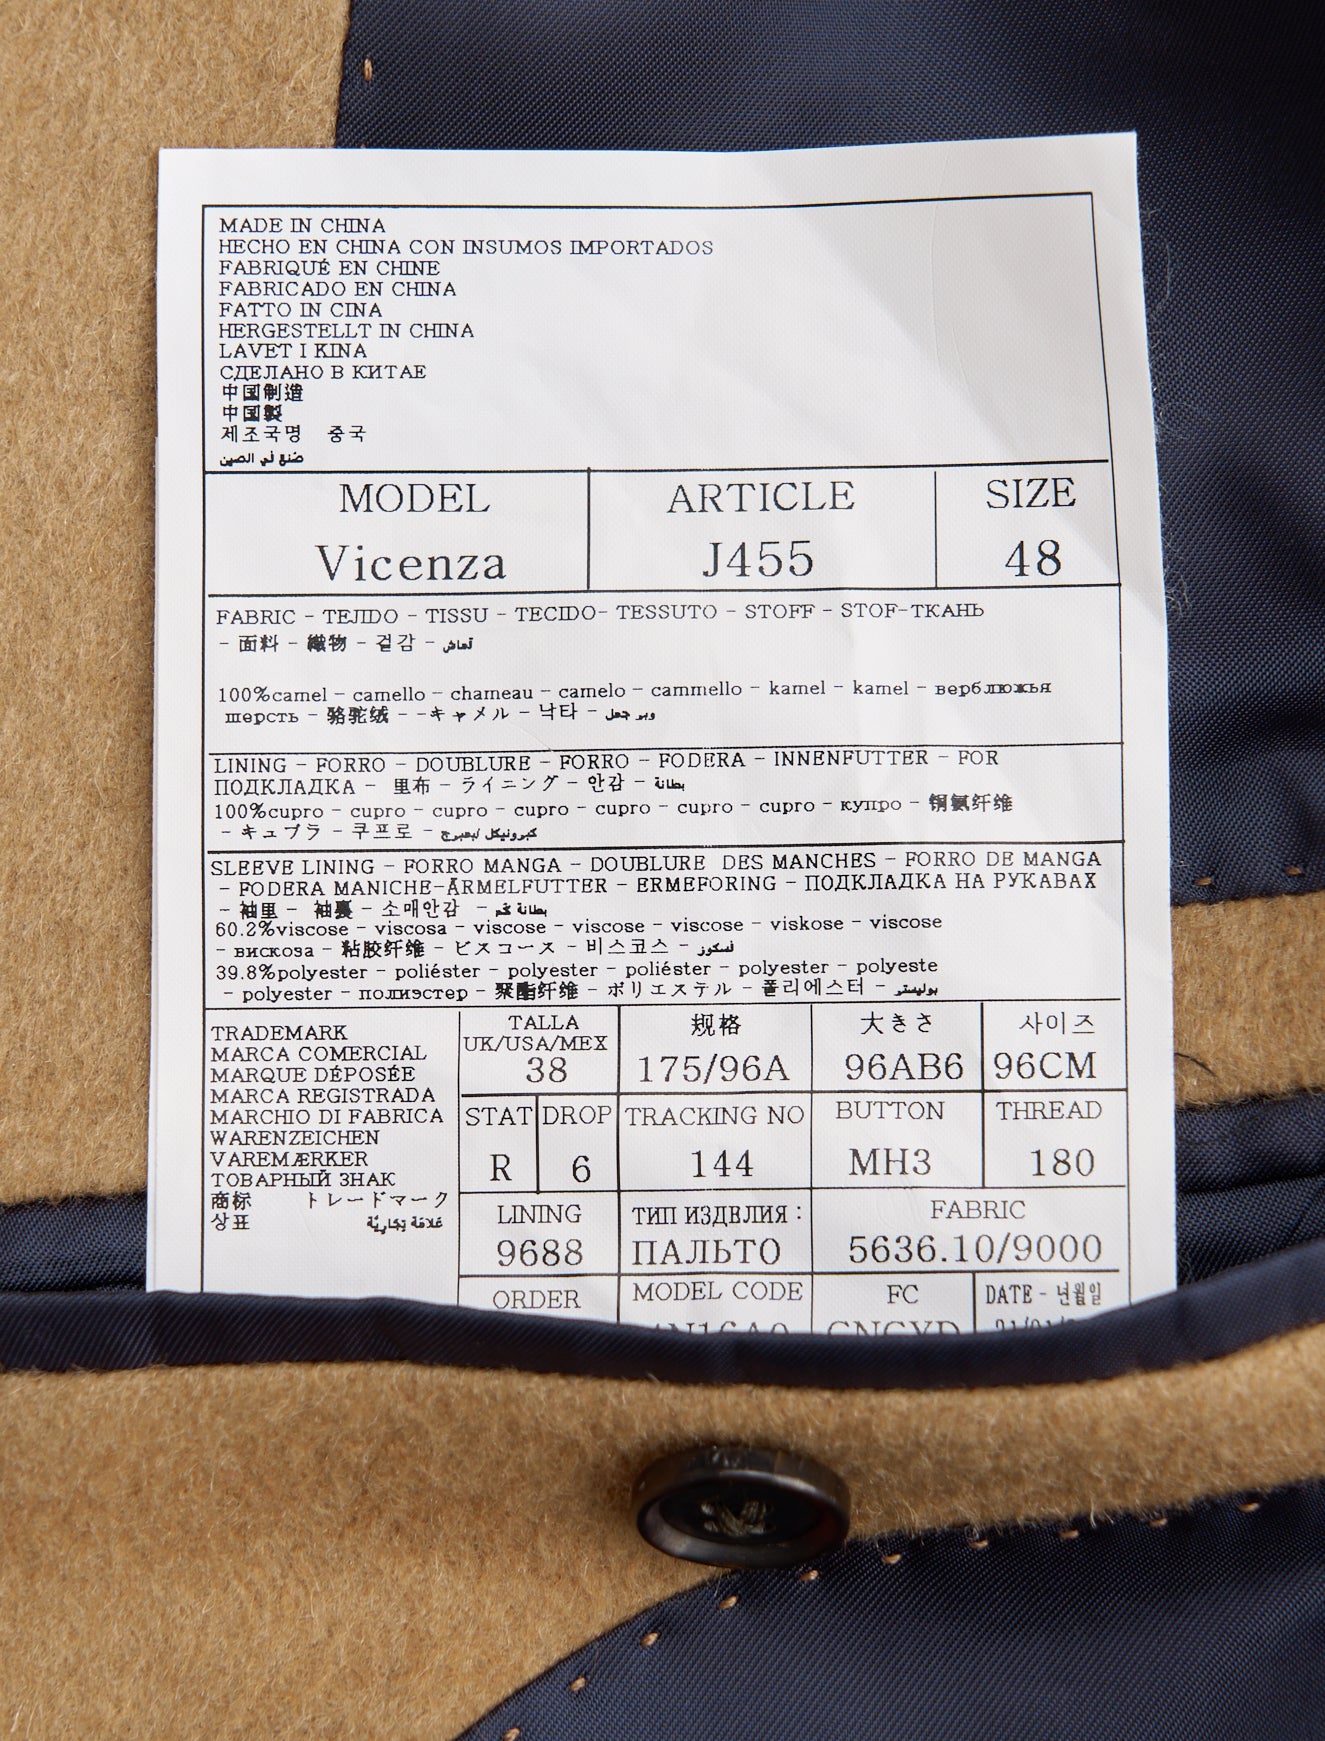 MADE IN CHINA
HECHO EN CHINA CON INSUMOS IMPORTADOS
FABRIQUÉ EN CHINE
FABRICADO EN CHINA
FATTO IN CINA
HERGESTELLT IN CHINA
LAVET I KINA
СДЕЛАНО В КИТАЕ
中国制造
中国製
제조국명 중국
صنع في الصين
MODEL ARTICLE SIZE
Vicenza J455 48
FABRIC - TEJIDO - TISSU - TECIDO- TESSUTO - STOFF - STOF-ТКАНЬ
- 面料 - 織物 - 겉감 - قماش
100%camel - camello - chameau - camelo - cammello - kamel - kamel - верблюжья
шерсть - 骆驼绒 - -キャメル - 낙타 - وبر جمل
LINING - FORRO - DOUBLURE - FORRO - FODERA - INNENFUTTER - FOR
ПОДКЛАДКА - 里布 - ライニング - 안감 - بطانة
100%cupro - cupro - cupro - cupro - cupro - cupro - cupro - купро - 铜氨纤维
- キュプラ - 쿠프로 -
SLEEVE LINING - FORRO MANGA - DOUBLURE DES MANCHES - FORRO DE MANGA
- FODERA MANICHE-ÄRMELFUTTER - ERMEFORING - ПОДКЛАДКА НА РУКАВАХ
- 袖里 - 袖裏 - 소매안감 - بطانة كم
60.2%viscose - viscosa - viscose - viscose - viscose - viskose - viscose
- вискоза - 粘胶纤维 - ビスコース - 비스코스 - فسكوز
39.8%polyester - poliéster - polyester - poliéster - polyester - polyeste
- polyester - полиэстер - 聚酯纤维 - ポリエステル - 폴리에스터 - بوليستر
TRADEMARK
MARCA COMERCIAL
MARQUE DÉPOSÉE
MARCA REGISTRADA
MARCHIO DI FABRICA
WARENZEICHEN
VAREMÆRKER
ТОВАРНЫЙ ЗНАК
商标 トレードマーク
상표 علامة تجارية
TALLA 规格 大きさ 사이즈
UK/USA/MEX
38 175/96A 96AB6 96CM
STAT DROP TRACKING NO BUTTON THREAD
R 6 144 MH3 180
LINING ТИП ИЗДЕЛИЯ : FABRIC
9688 ПАЛЬТО 5636.10/9000
ORDER MODEL CODE FC DATE - 년월일